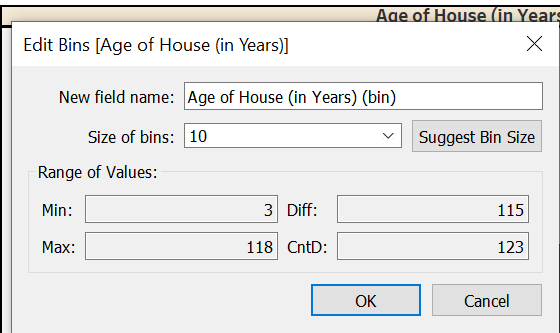 Age of House (in Years
Edit Bins [Age of House (in Years)]
New field name: Age of House (in Years) (bin)
Size of bins: 10 Suggest Bin Size
Range of Values:
Min: 3 Diff: 115
Max: 118 CntD: 123
OK Cancel